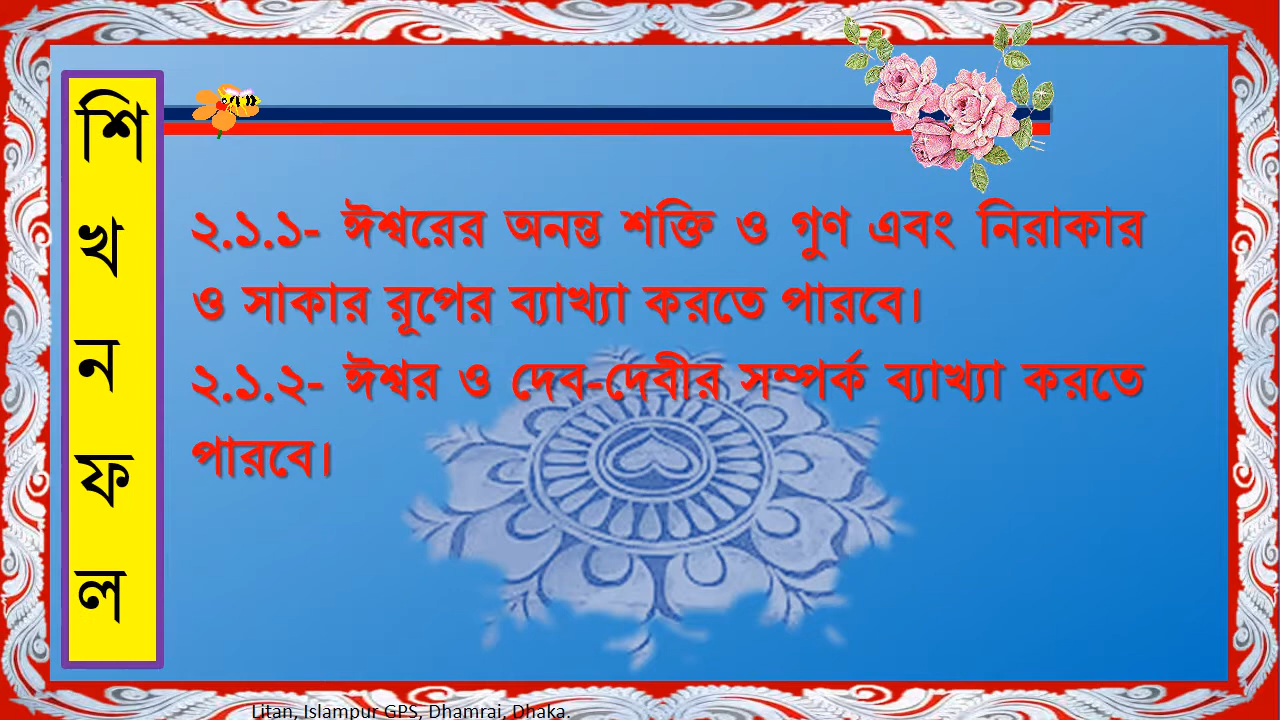 শিখনফল
২.১.১- ঈশ্বরের অনন্ত শক্তি ও গুণ এবং নিরাকার
ও সাকার রূপের ব্যাখ্যা করতে পারবে।
২.১.২- ঈশ্বর ও দেব-দেবীর সম্পর্ক ব্যাখ্যা করতে
পারবে।
Litan, Islampur GPS, Dhamrai, Dhaka.